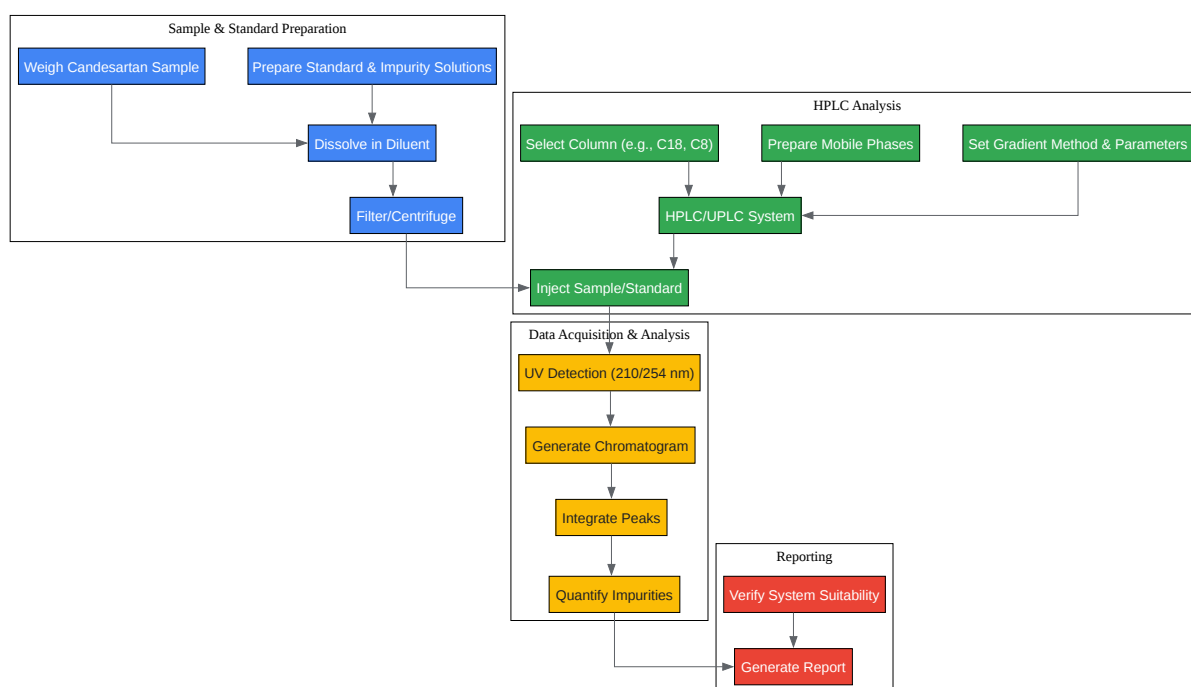 Sample & Standard Preparation
Weigh Candesartan Sample
Prepare Standard & Impurity Solutions
Dissolve in Diluent
Filter/Centrifuge
HPLC Analysis
Select Column (e.g., C18, C8)
Prepare Mobile Phases
Set Gradient Method & Parameters
HPLC/UPLC System
Inject Sample/Standard
Data Acquisition & Analysis
UV Detection (210/254 nm)
Generate Chromatogram
Integrate Peaks
Quantify Impurities
Reporting
Verify System Suitability
Generate Report